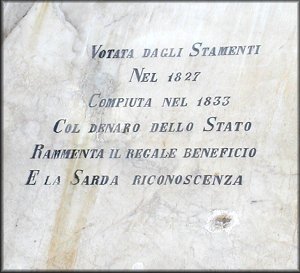 VOTATA DAGLI STAMENTI
NEL 1827
COMPIUTA NEL 1833
COL DENARO DELLO STATO
RAMMENTA IL REGALE BENEFICIO
E LA SARDA RICONOSCENZA